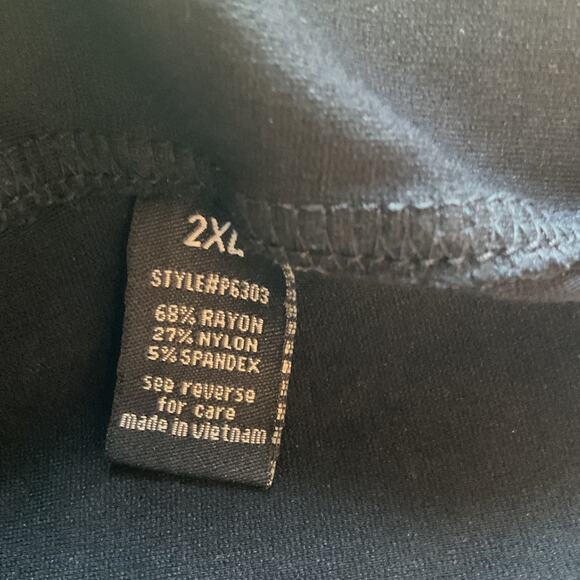 2XL
STYLE#P6303
68% RAYON
27% NYLON
5% SPANDEX
see reverse
for care
made in vietnam